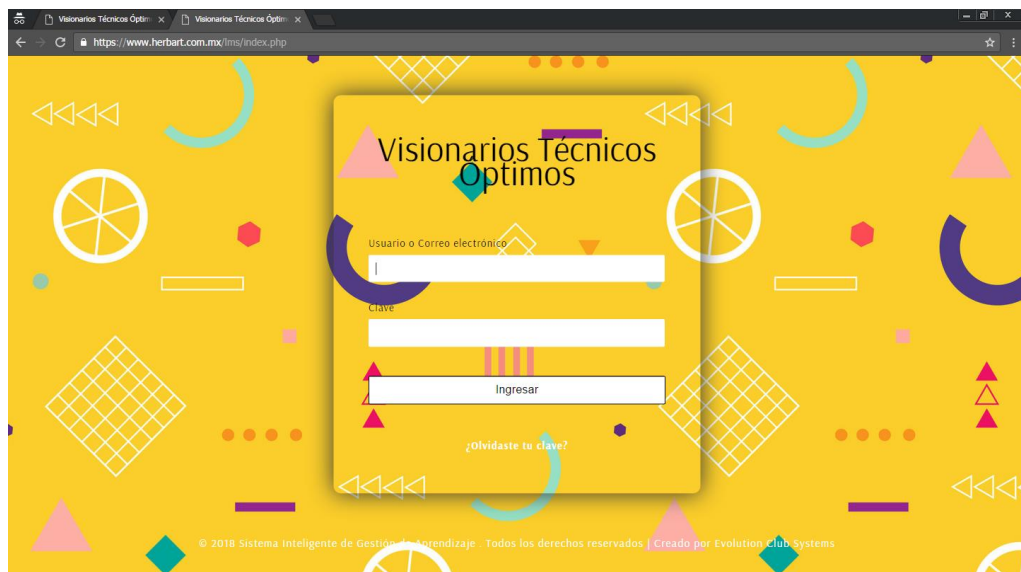 Visionarios Técnicos Óptim
Visionarios Técnicos Óptim
https://www.herbart.com.mx/lms/index.php
Visionarios Técnicos
Óptimos
Usuario o Correo electrónico
Clave
Ingresar
¿Olvidaste tu clave?
© 2018 Sistema Inteligente de Gestión de Aprendizaje . Todos los derechos reservados | Creado por Evolution Club Systems